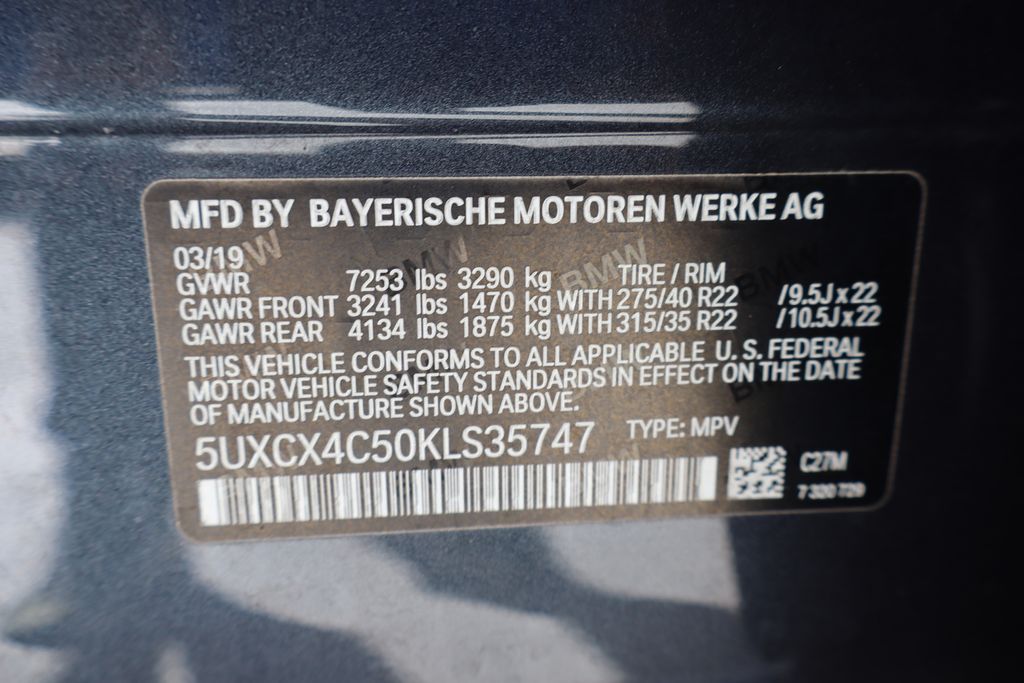 MFD BY BAYERISCHE MOTOREN WERKE AG
03/19
GVWR 7253 lbs 3290 kg TIRE / RIM
GAWR FRONT 3241 lbs 1470 kg WITH 275/40 R22 /9.5J x 22
GAWR REAR 4134 lbs 1875 kg WITH 315/35 R22 /10.5J x 22
THIS VEHICLE CONFORMS TO ALL APPLICABLE U. S. FEDERAL
MOTOR VEHICLE SAFETY STANDARDS IN EFFECT ON THE DATE
OF MANUFACTURE SHOWN ABOVE.
5UXCX4C50KLS35747 TYPE: MPV
C27M
7 320 729